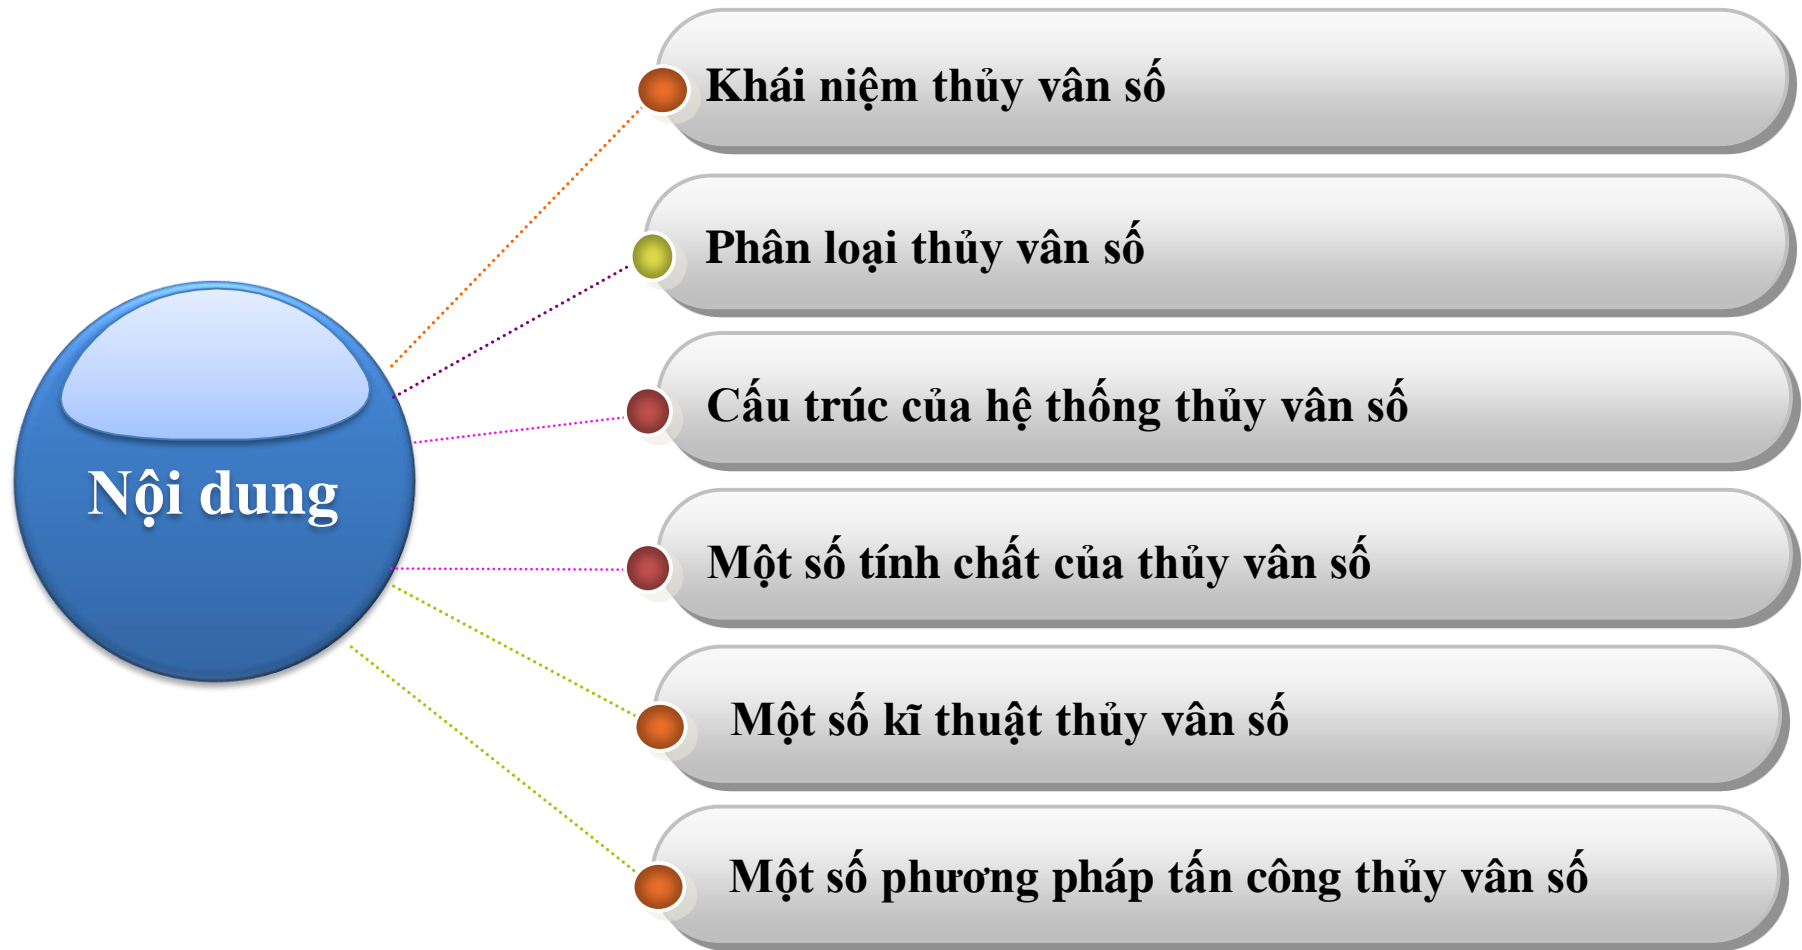 Khái niệm thủy vân số
Phân loại thủy vân số
Cấu trúc của hệ thống thủy vân số
Nội dung
Một số tính chất của thủy vân số
Một số kĩ thuật thủy vân số
Một số phương pháp tấn công thủy vân số